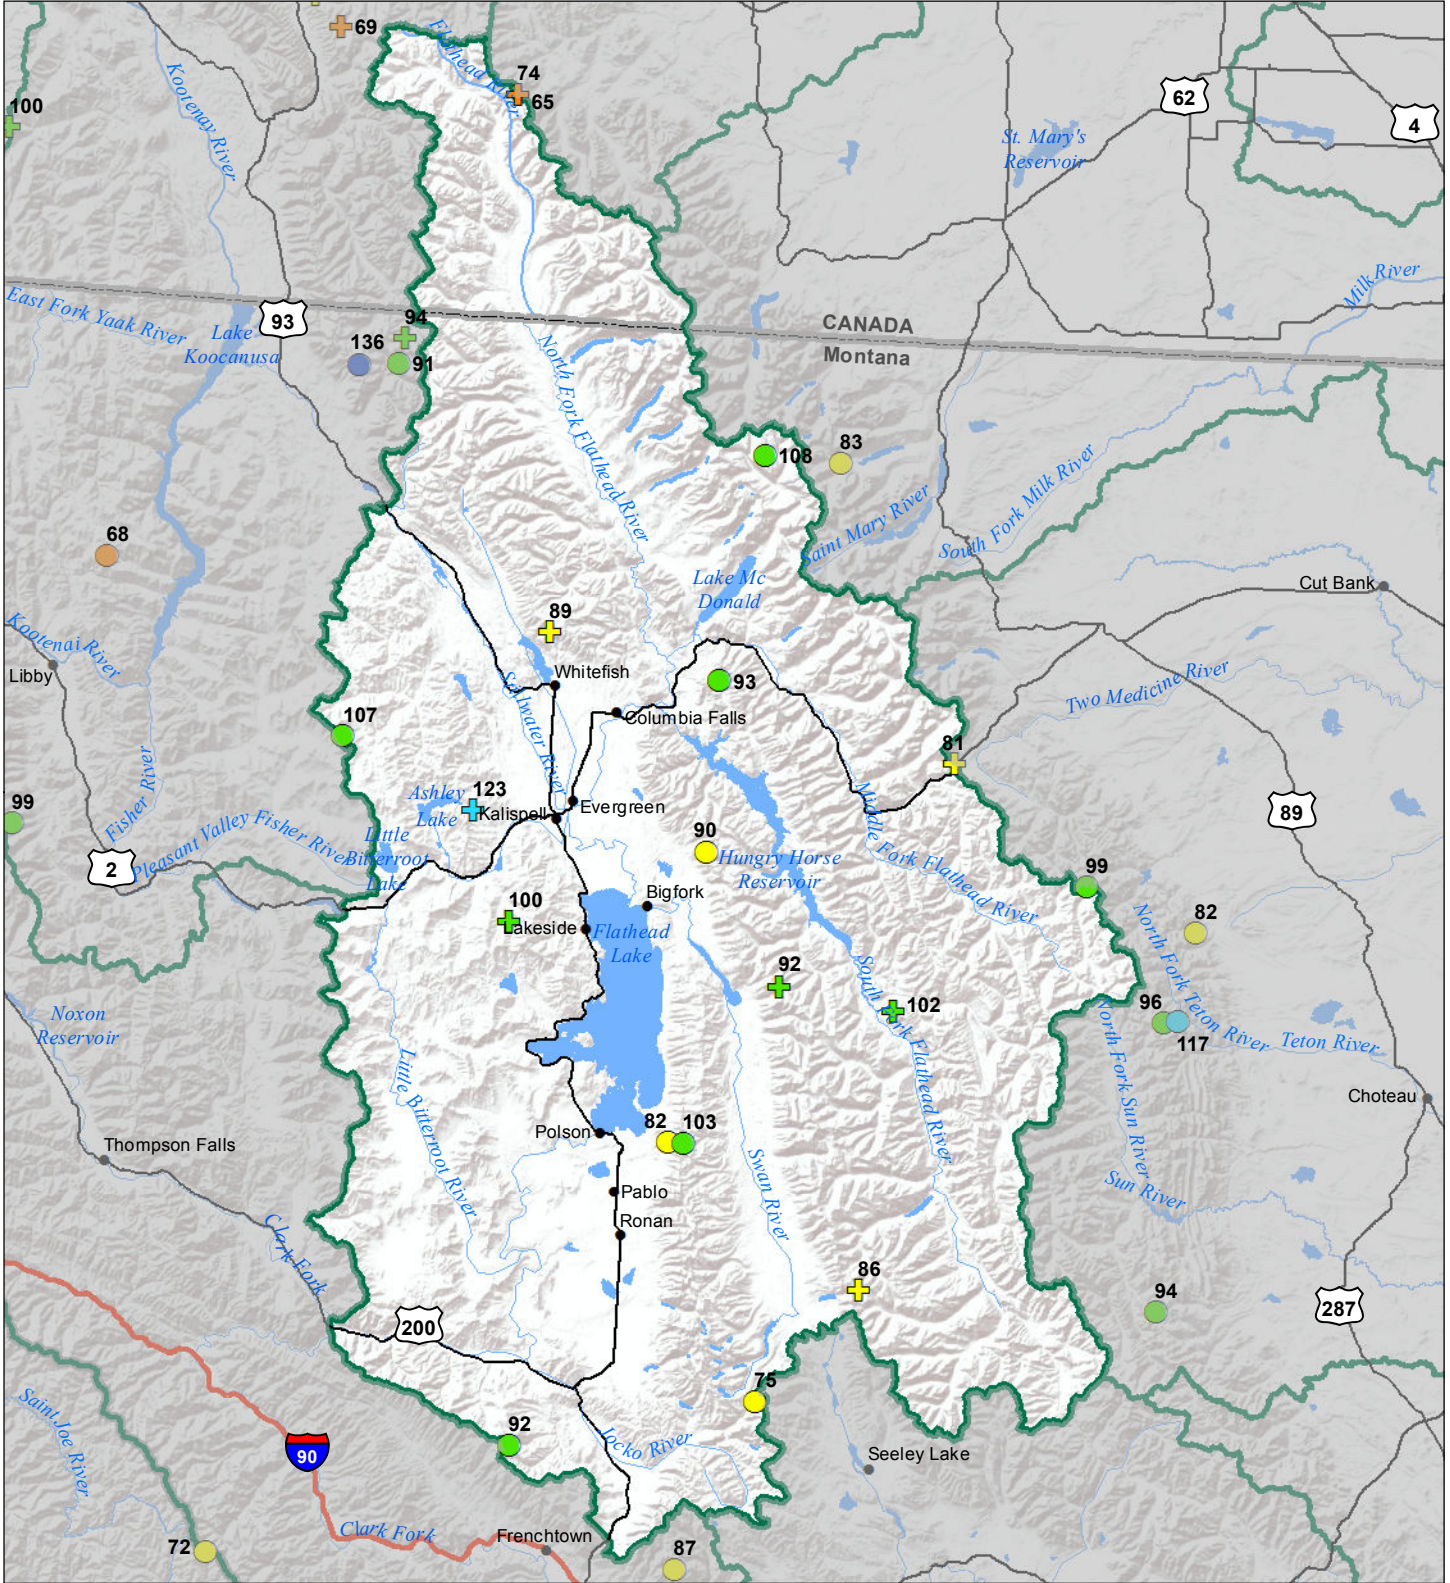 69
Flathead River
74
65
100
Kootenay River
62
4
St. Mary's
Reservoir
Milk River
East Fork Yaak River
Lake
Koocanusa
93
94
136
91
CANADA
Montana
North Fork Flathead River
108
83
Saint Mary River
South Fork Milk River
68
Cut Bank
Lake Mc
Donald
89
Kootenai River
Libby
Whitefish
93
Two Medicine River
Stillwater River
Columbia Falls
107
81
Fisher River
99
Ashley
Lake
123
Kalispell
Evergreen
89
Middle Fork Flathead River
Pleasant Valley Fisher River
Little
Bitterroot
Lake
2
90
Hungry Horse
Reservoir
99
Bigfork
100
Lakeside
Flathead
Lake
82
North Fork Teton River
92
South Fork Flathead River
102
96
117
Teton River
Noxon
Reservoir
North Fork Sun River
Little Bitterroot River
Choteau
Polson
82
103
Thompson Falls
Swan River
Pablo
Sun River
Ronan
Clark Fork
86
94
287
200
75
Saint Joe River
92
Jocko River
90
Seeley Lake
Clark Fork
Frenchtown
72
87